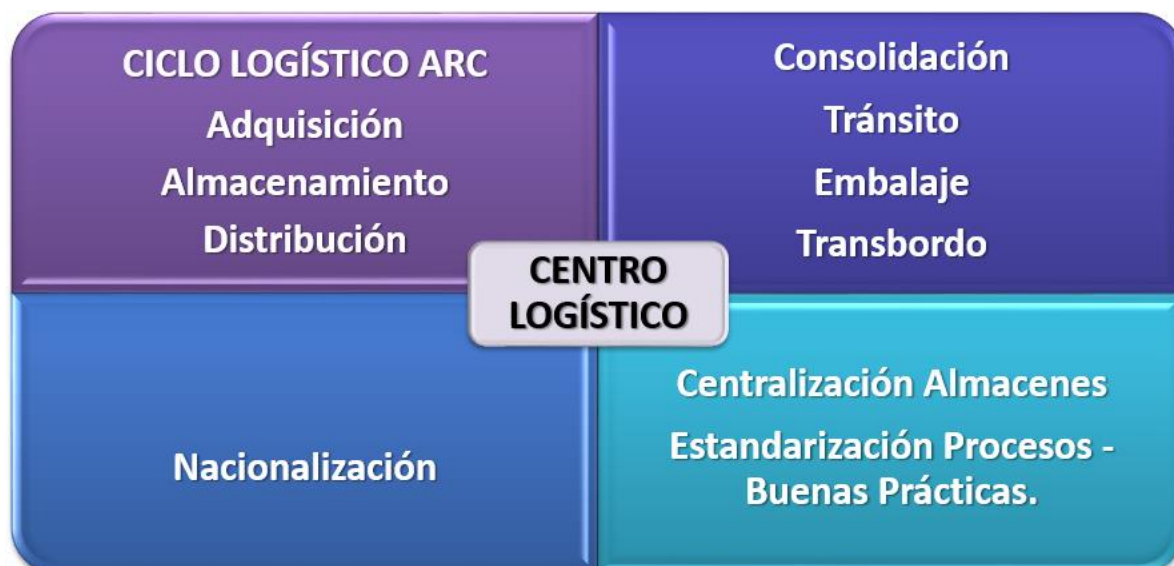 CICLO LOGÍSTICO ARC
Adquisición
Almacenamiento
Distribución
Consolidación
Tránsito
Embalaje
Transbordo
CENTRO
LOGÍSTICO
Nacionalización
Centralización Almacenes
Estandarización Procesos -
Buenas Prácticas.